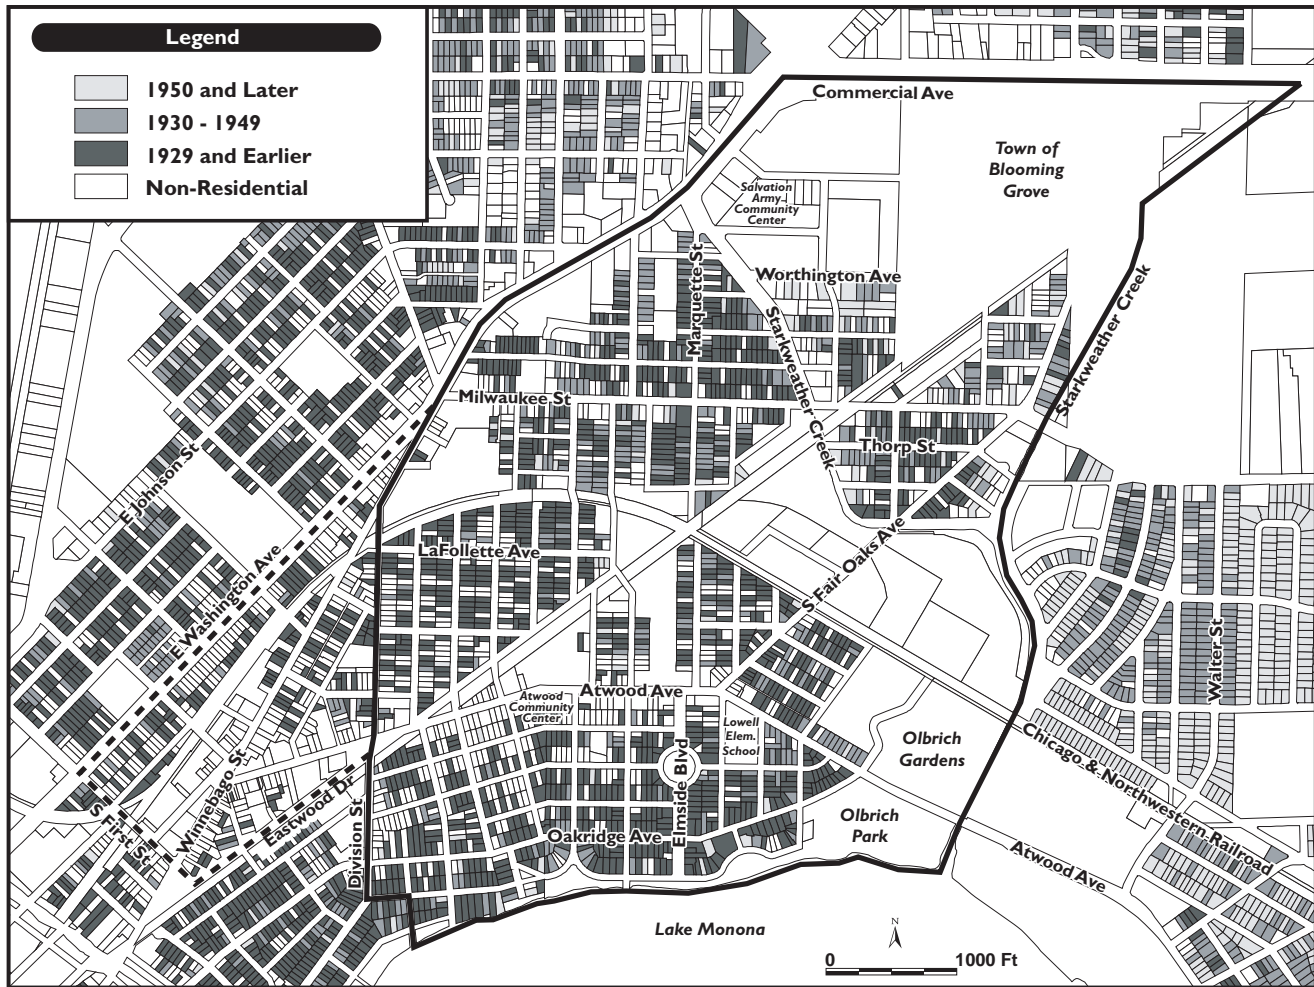 Legend
1950 and Later
1930 - 1949
1929 and Earlier
Non-Residential
Commercial Ave
Town of
Blooming
Grove
Salvation
Army
Community
Center
Marquette St
Worthington Ave
Starkweather Creek
Starkweather Creek
Milwaukee St
Thorp St
E Johnson St
E Washington Ave
LaFollette Ave
S Fair Oaks Ave
Walter St
Atwood Ave
Atwood
Community
Center
Lowell
Elem.
School
Olbrich
Gardens
Chicago & Northwestern Railroad
Elmside Blvd
Winnebago St
Eastwood Dr
S First St
Division St
Oakridge Ave
Olbrich
Park
Atwood Ave
Lake Monona
N
0 1000 Ft